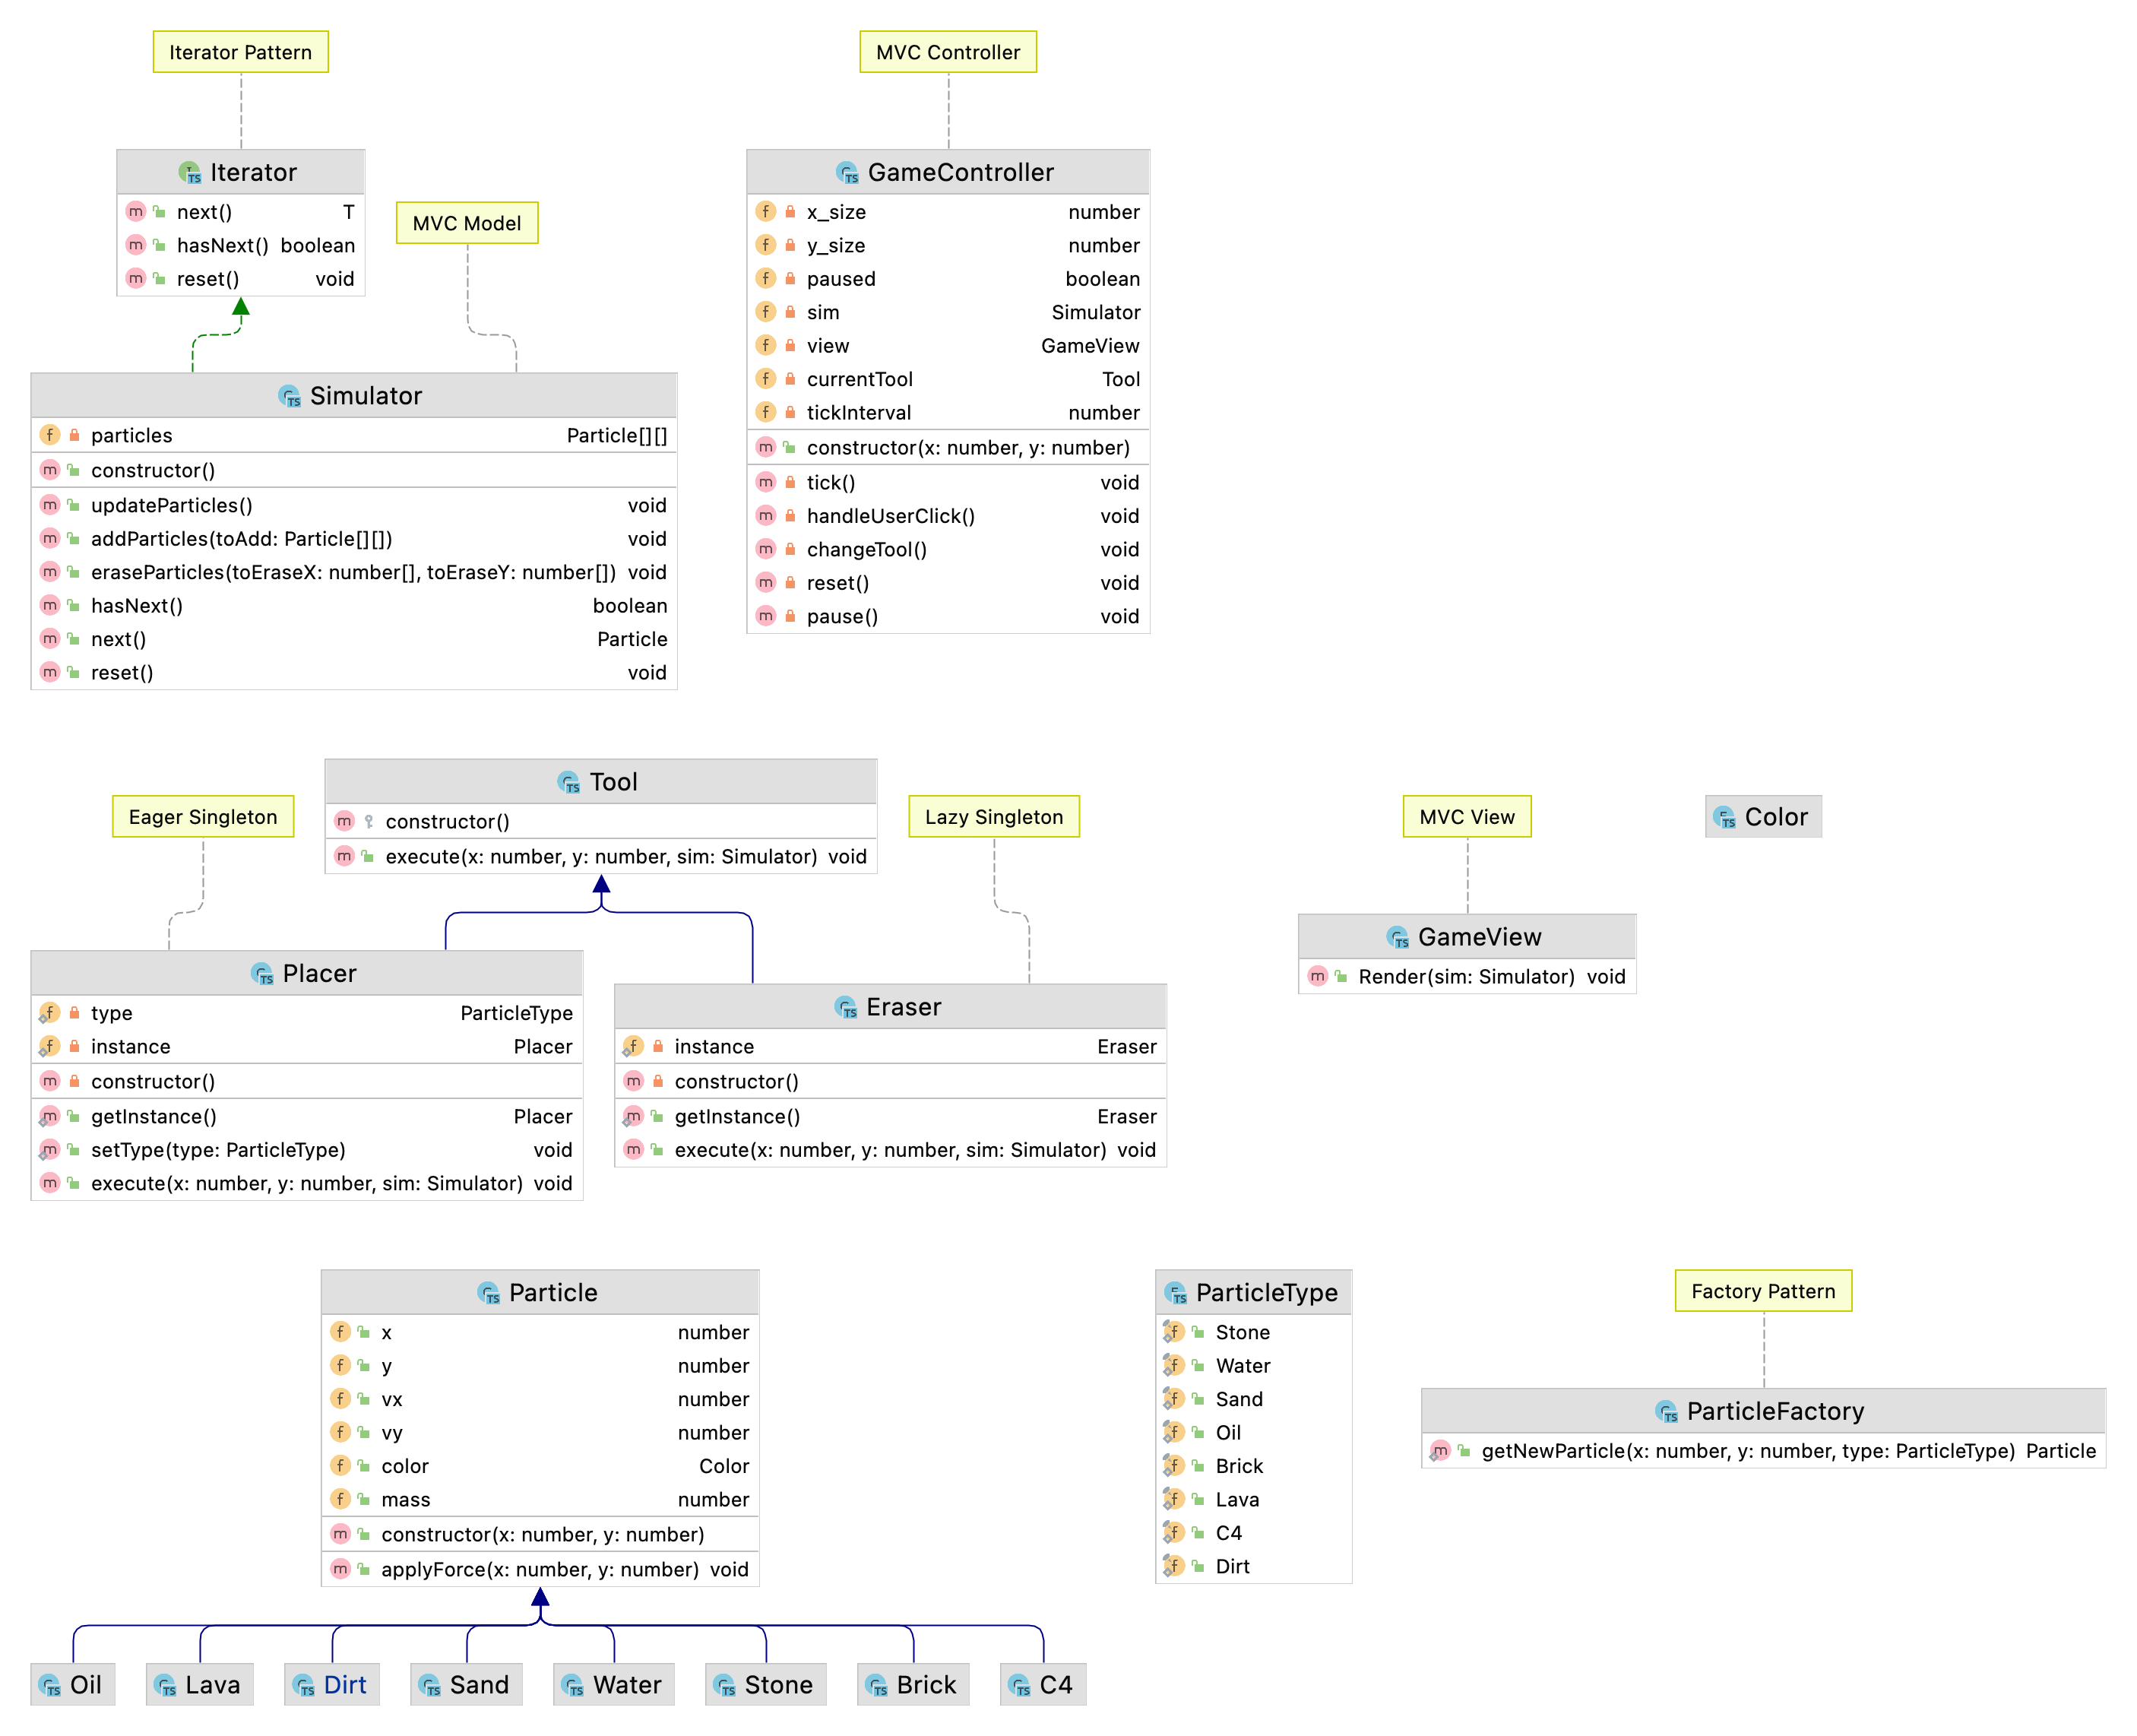 Iterator Pattern
MVC Controller
Iterator
next() T
hasNext() boolean
reset() void
MVC Model
GameController
x_size number
y_size number
paused boolean
sim Simulator
view GameView
currentTool Tool
tickInterval number
constructor(x: number, y: number)
tick() void
handleUserClick() void
changeTool() void
reset() void
pause() void
Simulator
particles Particle[][]
constructor()
updateParticles() void
addParticles(toAdd: Particle[][]) void
eraseParticles(toEraseX: number[], toEraseY: number[]) void
hasNext() boolean
next() Particle
reset() void
Tool
constructor()
execute(x: number, y: number, sim: Simulator) void
Eager Singleton
Lazy Singleton
MVC View
Color
Placer
type ParticleType
instance Placer
constructor()
getInstance() Placer
setType(type: ParticleType) void
execute(x: number, y: number, sim: Simulator) void
Eraser
instance Eraser
constructor()
getInstance() Eraser
execute(x: number, y: number, sim: Simulator) void
GameView
Render(sim: Simulator) void
Particle
x number
y number
vx number
vy number
color Color
mass number
constructor(x: number, y: number)
applyForce(x: number, y: number) void
ParticleType
Stone
Water
Sand
Oil
Brick
Lava
C4
Dirt
Factory Pattern
ParticleFactory
getNewParticle(x: number, y: number, type: ParticleType) Particle
Oil
Lava
Dirt
Sand
Water
Stone
Brick
C4